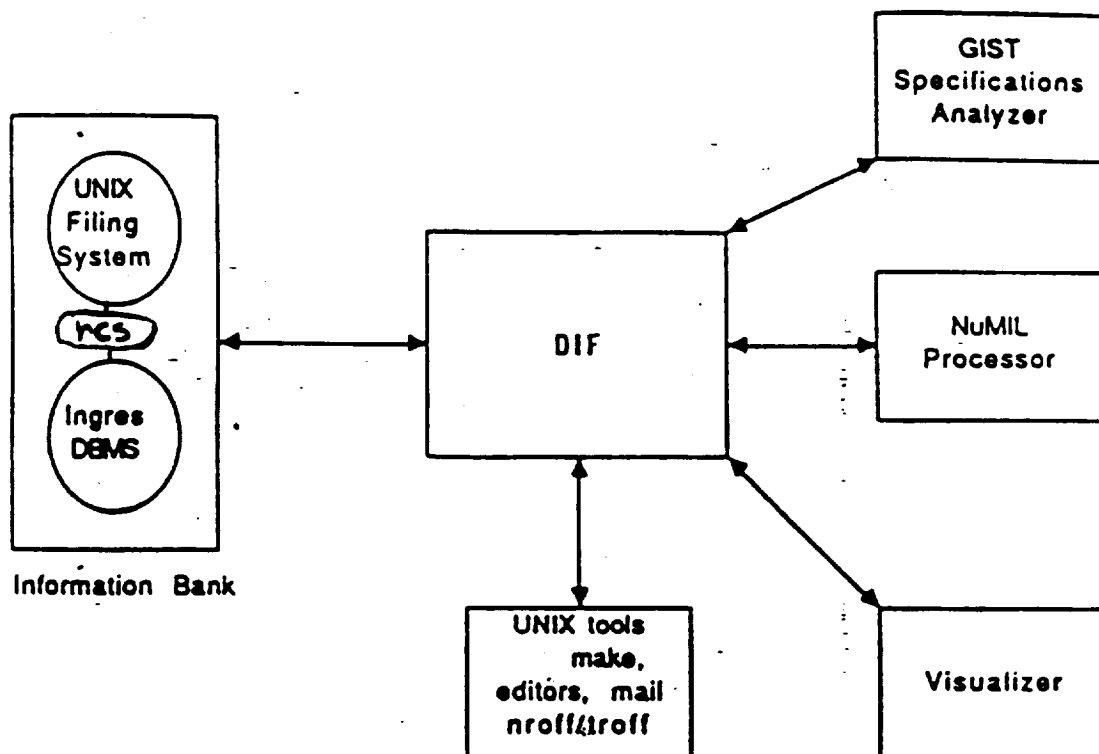 GIST
Specifications
Analyzer
UNIX
Filing
System
rcs
Ingres
DBMS
Information Bank
DIF
NuMIL
Processor
UNIX tools
make,
editors, mail
nroff/troff
Visualizer